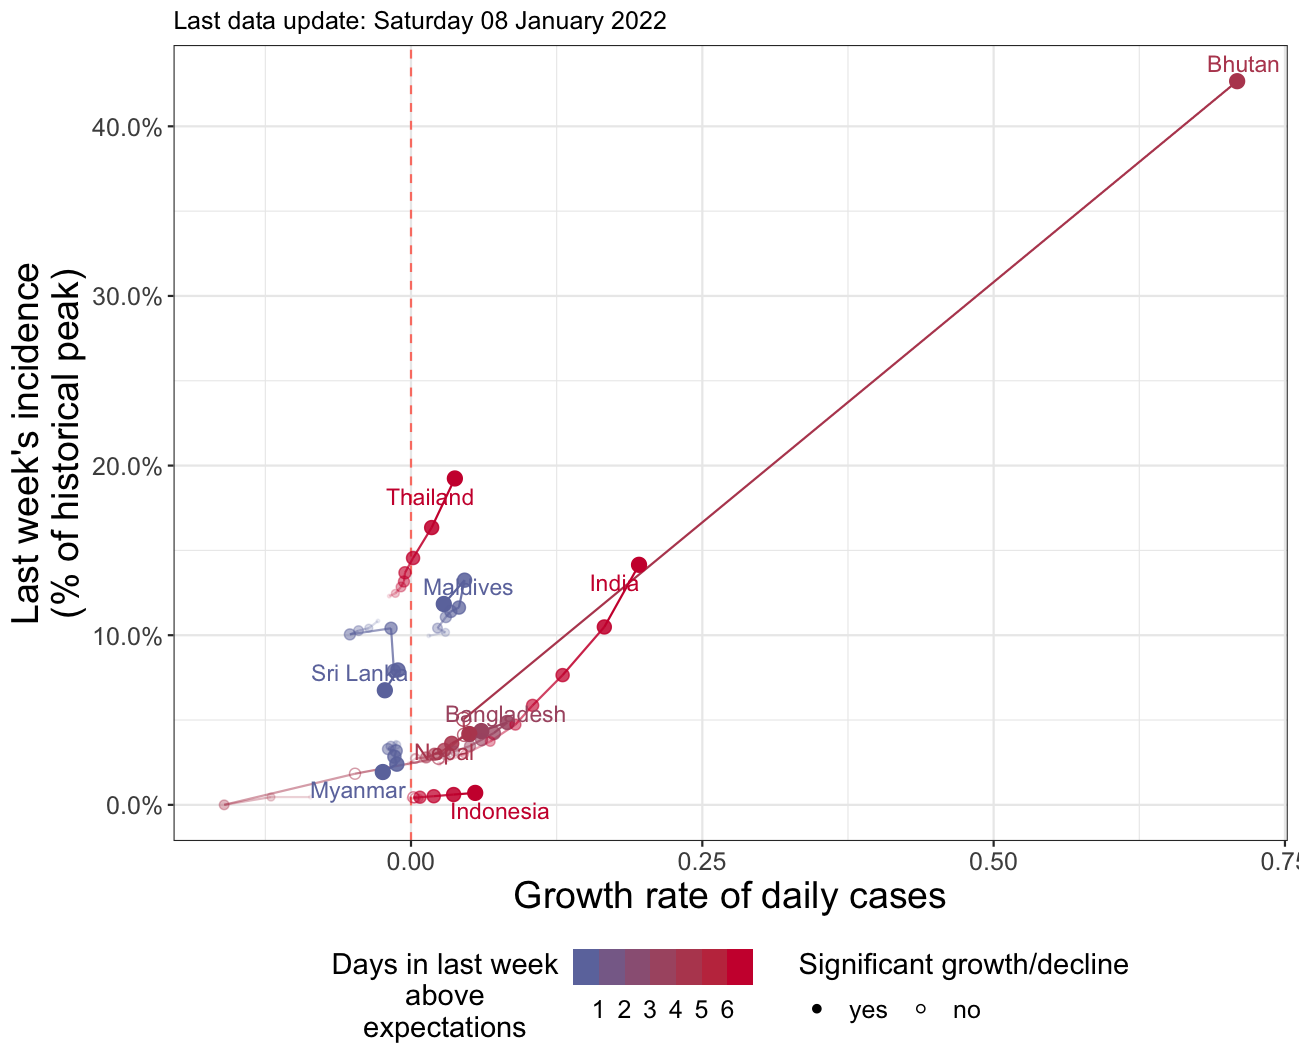 Last data update: Saturday 08 January 2022
Bhutan
40.0%
30.0%
20.0%
10.0%
0.0%
Last week's incidence
(% of historical peak)
Thailand
Maldives
India
Sri Lanka
Bangladesh
Nepal
Myanmar
Indonesia
0.00 0.25 0.50 0.75
Growth rate of daily cases
Days in last week
above
expectations
1 2 3 4 5 6
Significant growth/decline
yes no